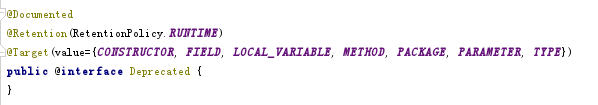 @Documented
@Retention(RetentionPolicy.RUNTIME)
@Target(value={CONSTRUCTOR, FIELD, LOCAL_VARIABLE, METHOD, PACKAGE, PARAMETER, TYPE})
public @interface Deprecated {
}